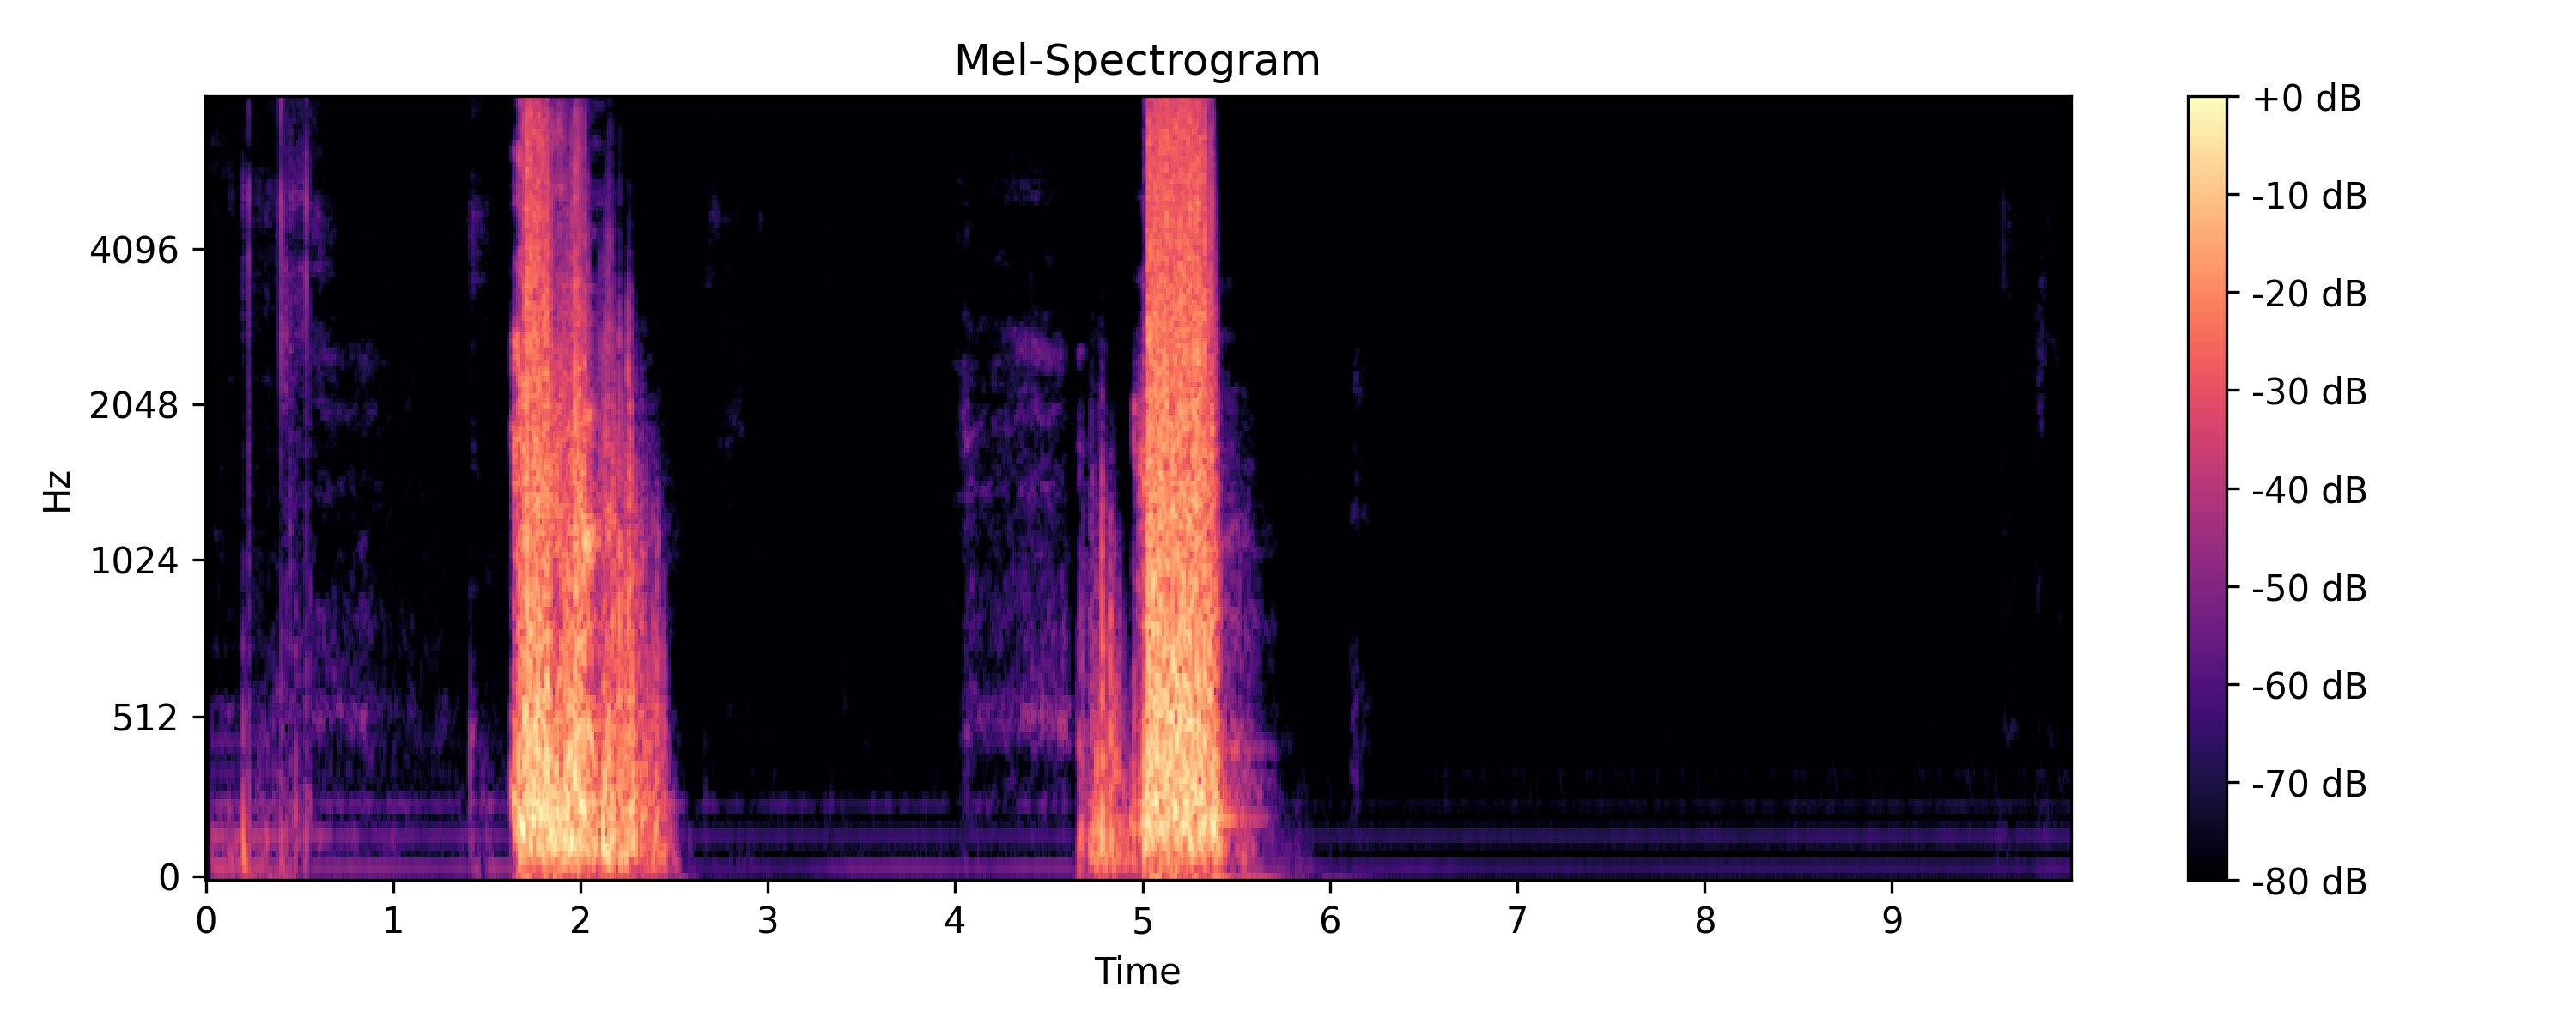 Mel-Spectrogram
Hz
4096
2048
1024
512
0
0 1 2 3 4 5 6 7 8 9
Time
+0 dB
-10 dB
-20 dB
-30 dB
-40 dB
-50 dB
-60 dB
-70 dB
-80 dB